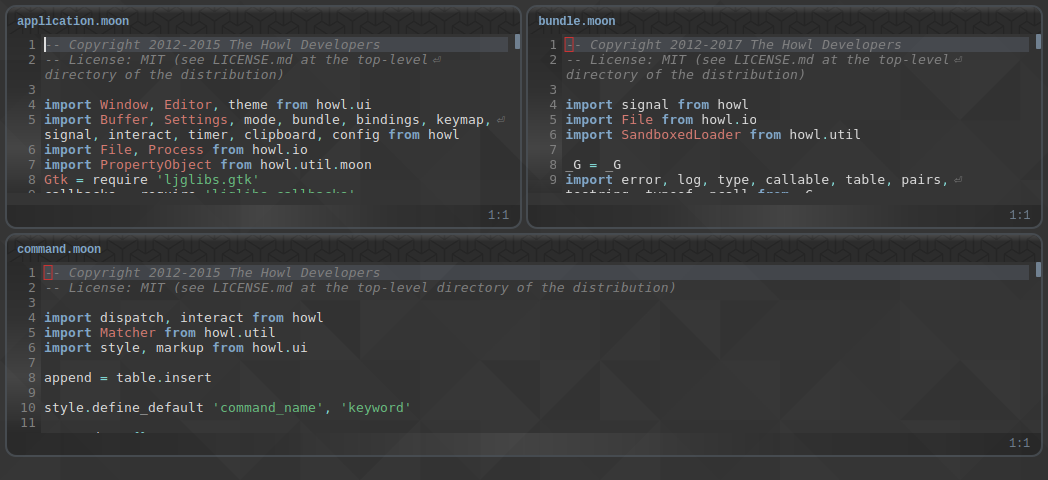 application.moon
1 -- Copyright 2012-2015 The Howl Developers
2 -- License: MIT (see LICENSE.md at the top-level ⏎
directory of the distribution)
3
4 import Window, Editor, theme from howl.ui
5 import Buffer, Settings, mode, bundle, bindings, keymap, ⏎
signal, interact, timer, clipboard, config from howl
6 import File, Process from howl.io
7 import PropertyObject from howl.util.moon
8 Gtk = require 'ljglibs.gtk'
1:1
bundle.moon
1 -- Copyright 2012-2017 The Howl Developers
2 -- License: MIT (see LICENSE.md at the top-level ⏎
directory of the distribution)
3
4 import signal from howl
5 import File from howl.io
6 import SandboxedLoader from howl.util
7
8 _G = _G
9 import error, log, type, callable, table, pairs, ⏎
1:1
command.moon
1 -- Copyright 2012-2015 The Howl Developers
2 -- License: MIT (see LICENSE.md at the top-level directory of the distribution)
3
4 import dispatch, interact from howl
5 import Matcher from howl.util
6 import style, markup from howl.ui
7
8 append = table.insert
9
10 style.define_default 'command_name', 'keyword'
11
1:1